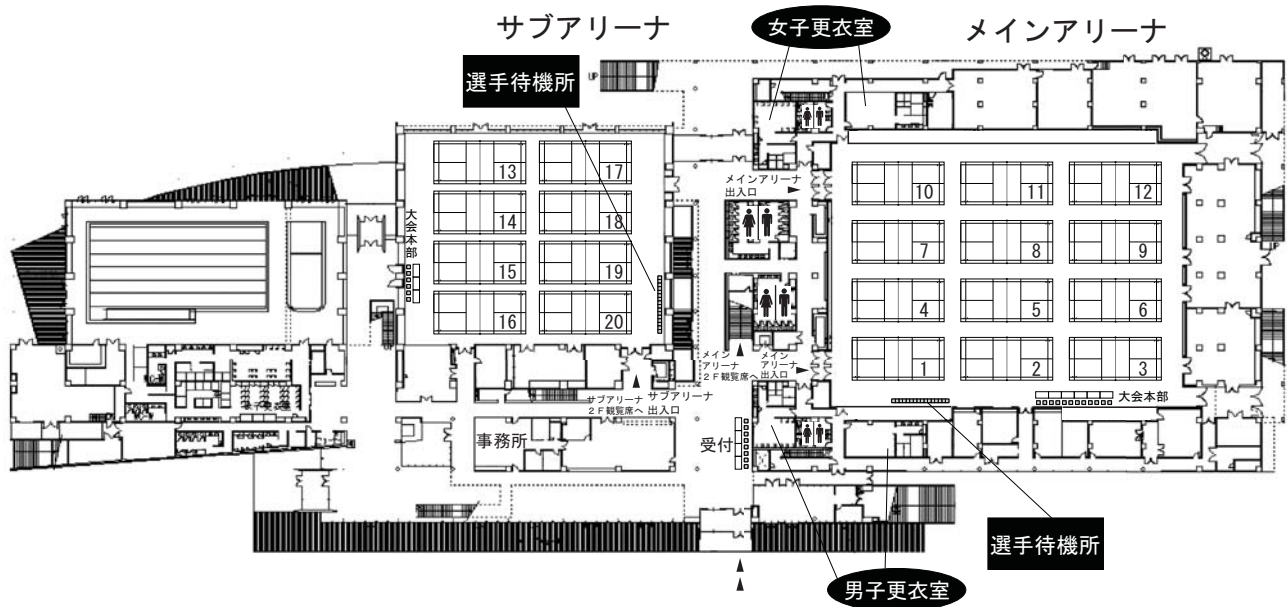 サブアリーナ
女子更衣室
メインアリーナ
選手待機所
UP
13
17
14
18
15
19
16
20
大会本部
メインアリーナ
出入口
10
11
12
7
8
9
4
5
6
1
2
3
メイン
アリーナ
2F観覧席へ
メイン
アリーナ
出入口
サブアリーナ
2F観覧席へ
サブアリーナ
出入口
大会本部
女子更衣室
事務所
受付
選手待機所
男子更衣室